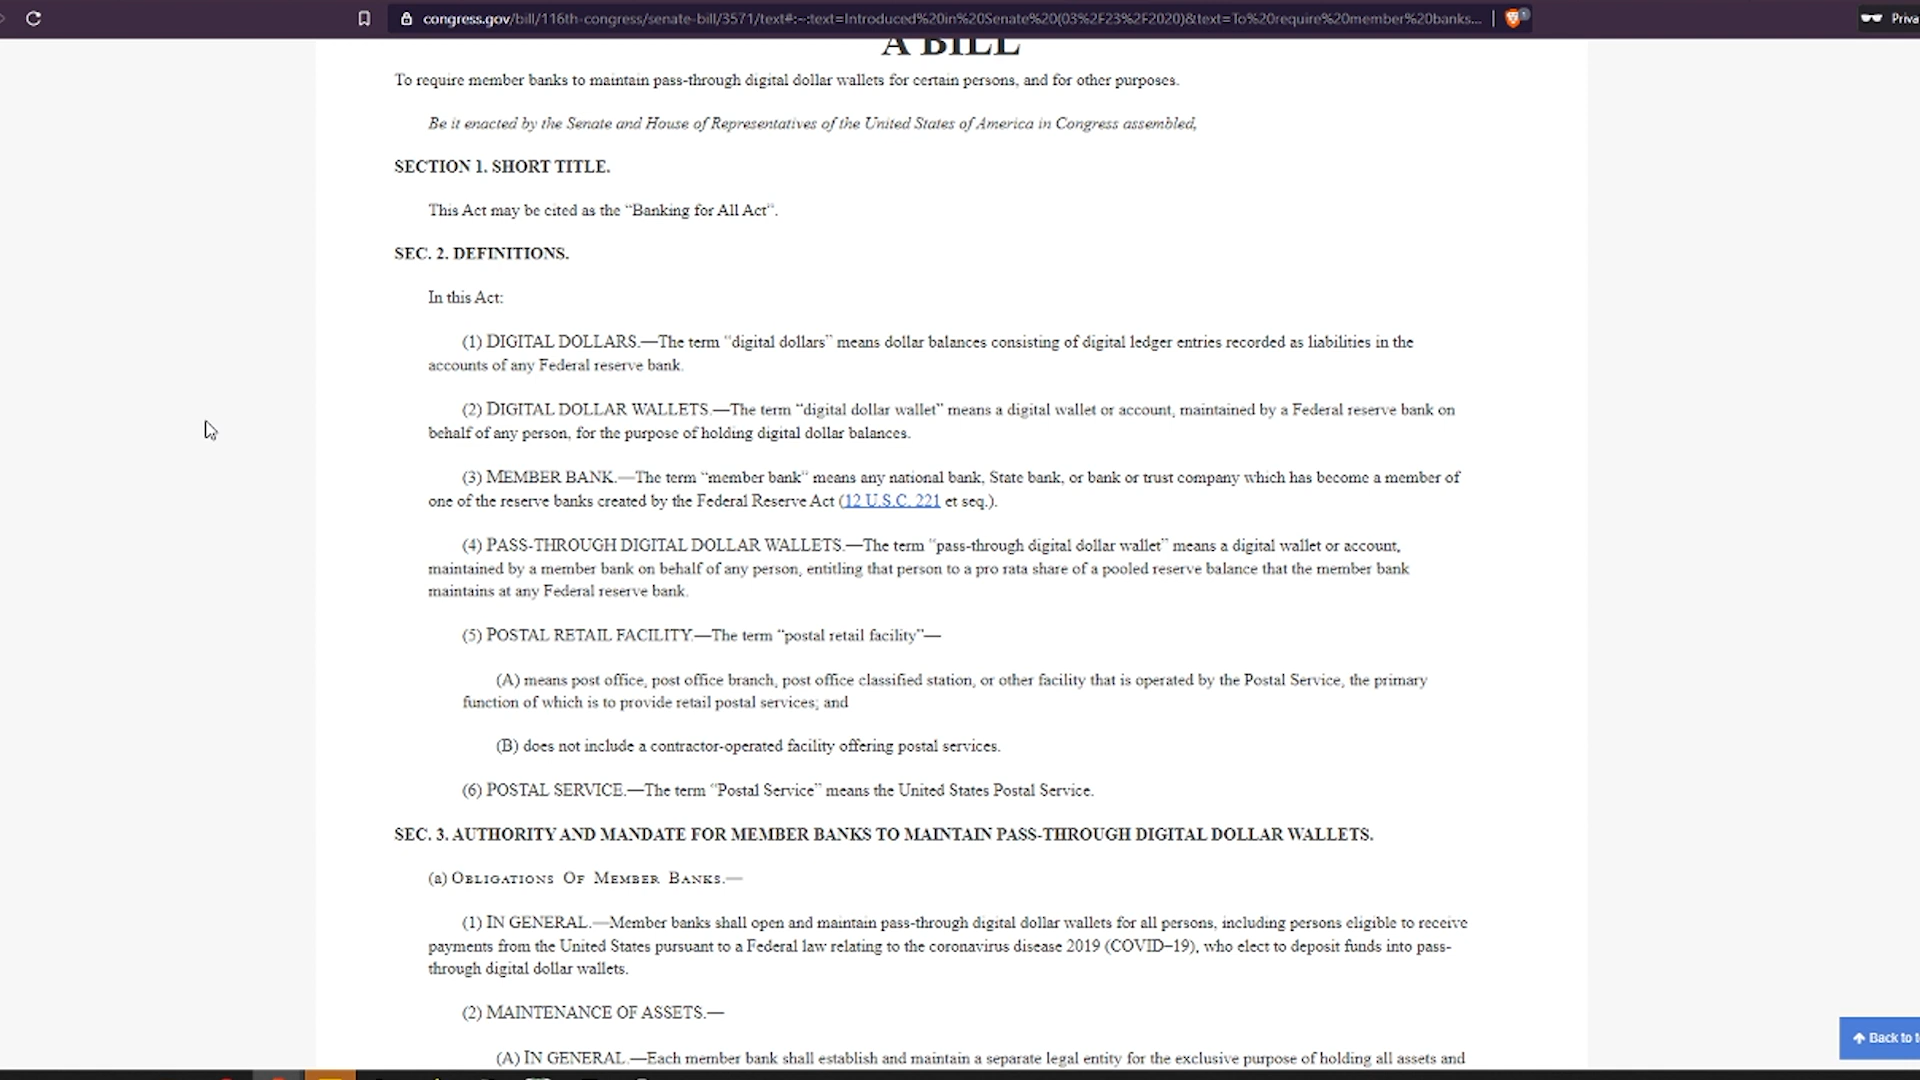 congress.gov/bill/116th-congress/senate-bill/3571/text#:~:text=Introduced%20in%20Senate%20(03%2F23%2F2020)&text=To%20require%20member%20banks...
Priva
A BILL
To require member banks to maintain pass-through digital dollar wallets for certain persons, and for other purposes.
Be it enacted by the Senate and House of Representatives of the United States of America in Congress assembled,
SECTION 1. SHORT TITLE.
This Act may be cited as the “Banking for All Act”.
SEC. 2. DEFINITIONS.
In this Act:
(1) DIGITAL DOLLARS.—The term “digital dollars” means dollar balances consisting of digital ledger entries recorded as liabilities in the
accounts of any Federal reserve bank.
(2) DIGITAL DOLLAR WALLETS.—The term “digital dollar wallet” means a digital wallet or account, maintained by a Federal reserve bank on
behalf of any person, for the purpose of holding digital dollar balances.
(3) MEMBER BANK.—The term “member bank” means any national bank, State bank, or bank or trust company which has become a member of
one of the reserve banks created by the Federal Reserve Act (12 U.S.C. 221 et seq.).
(4) PASS-THROUGH DIGITAL DOLLAR WALLETS.—The term “pass-through digital dollar wallet” means a digital wallet or account,
maintained by a member bank on behalf of any person, entitling that person to a pro rata share of a pooled reserve balance that the member bank
maintains at any Federal reserve bank.
(5) POSTAL RETAIL FACILITY.—The term “postal retail facility”—
(A) means post office, post office branch, post office classified station, or other facility that is operated by the Postal Service, the primary
function of which is to provide retail postal services; and
(B) does not include a contractor-operated facility offering postal services.
(6) POSTAL SERVICE.—The term “Postal Service” means the United States Postal Service.
SEC. 3. AUTHORITY AND MANDATE FOR MEMBER BANKS TO MAINTAIN PASS-THROUGH DIGITAL DOLLAR WALLETS.
(a) OBLIGATIONS OF MEMBER BANKS.—
(1) IN GENERAL.—Member banks shall open and maintain pass-through digital dollar wallets for all persons, including persons eligible to receive
payments from the United States pursuant to a Federal law relating to the coronavirus disease 2019 (COVID–19), who elect to deposit funds into pass-
through digital dollar wallets.
(2) MAINTENANCE OF ASSETS.—
(A) IN GENERAL.—Each member bank shall establish and maintain a separate legal entity for the exclusive purpose of holding all assets and
Back to t